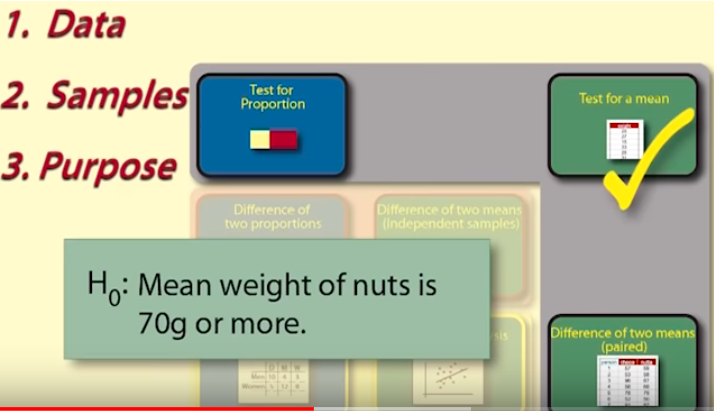 1. Data
2. Samples
3. Purpose
Test for
Proportion
Test for a mean
Difference of
two proportions
Difference of two means
(independent samples)
H₀: Mean weight of nuts is
70g or more.
Difference of two means
(paired)